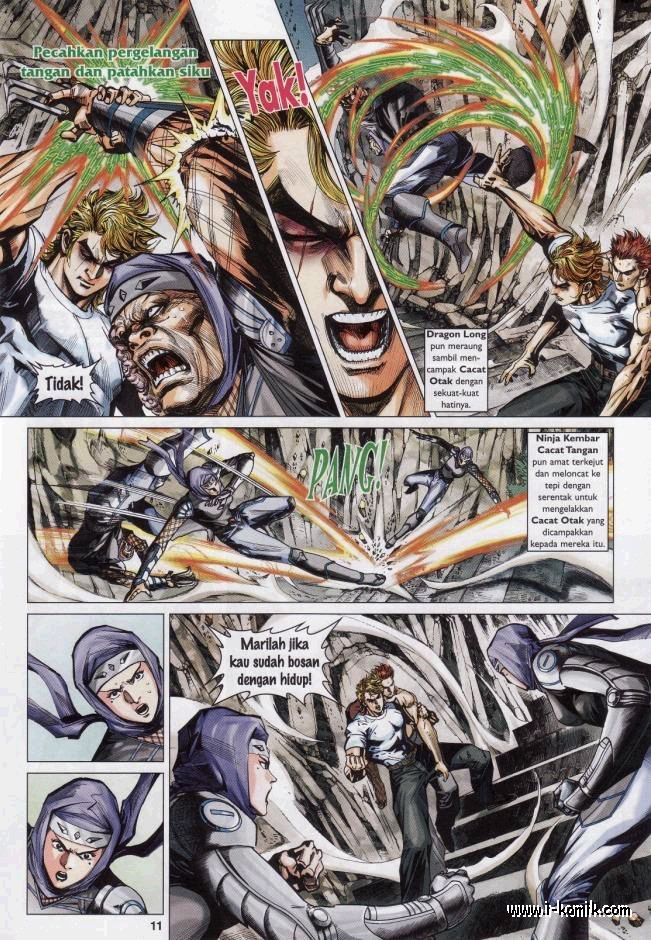 Pecahkan pergelangan
tangan dan patahkan siku
Yak!
Tidak!
Dragon Long
pun meraung
sambil men-
campak Cacat
Otak dengan
sekuat-kuat
hatinya.
PANG!
Ninja Kembar
Cacat Tangan
pun amat terkejut
dan meloncat ke
tepi dengan
serentak untuk
mengelakkan
Cacat Otak yang
dicampakkan
kepada mereka itu.
Marilah jika
kau sudah bosan
dengan hidup!
11
www.ir-komik.com